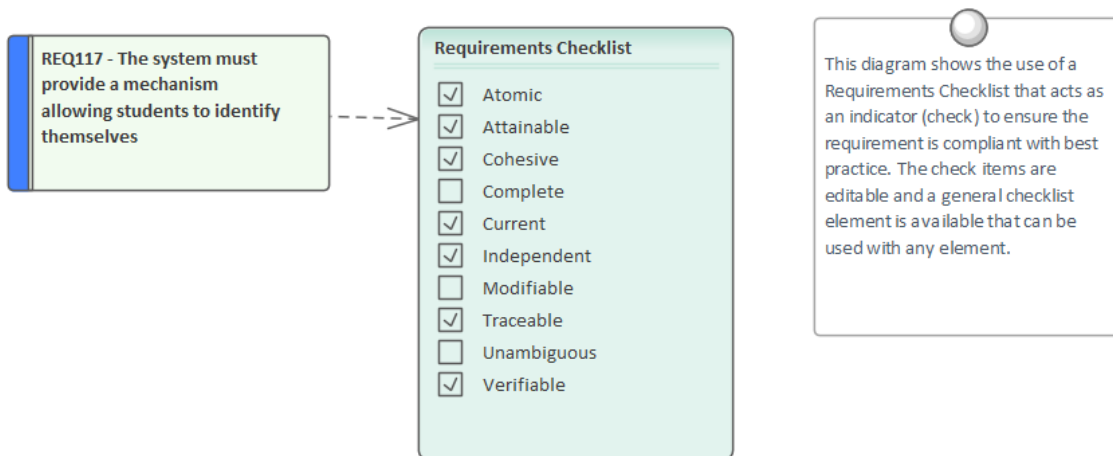 REQ117 - The system must
provide a mechanism
allowing students to identify
themselves
Requirements Checklist
Atomic
Attainable
Cohesive
Complete
Current
Independent
Modifiable
Traceable
Unambiguous
Verifiable
This diagram shows the use of a
Requirements Checklist that acts as
an indicator (check) to ensure the
requirement is compliant with best
practice. The check items are
editable and a general checklist
element is available that can be
used with any element.